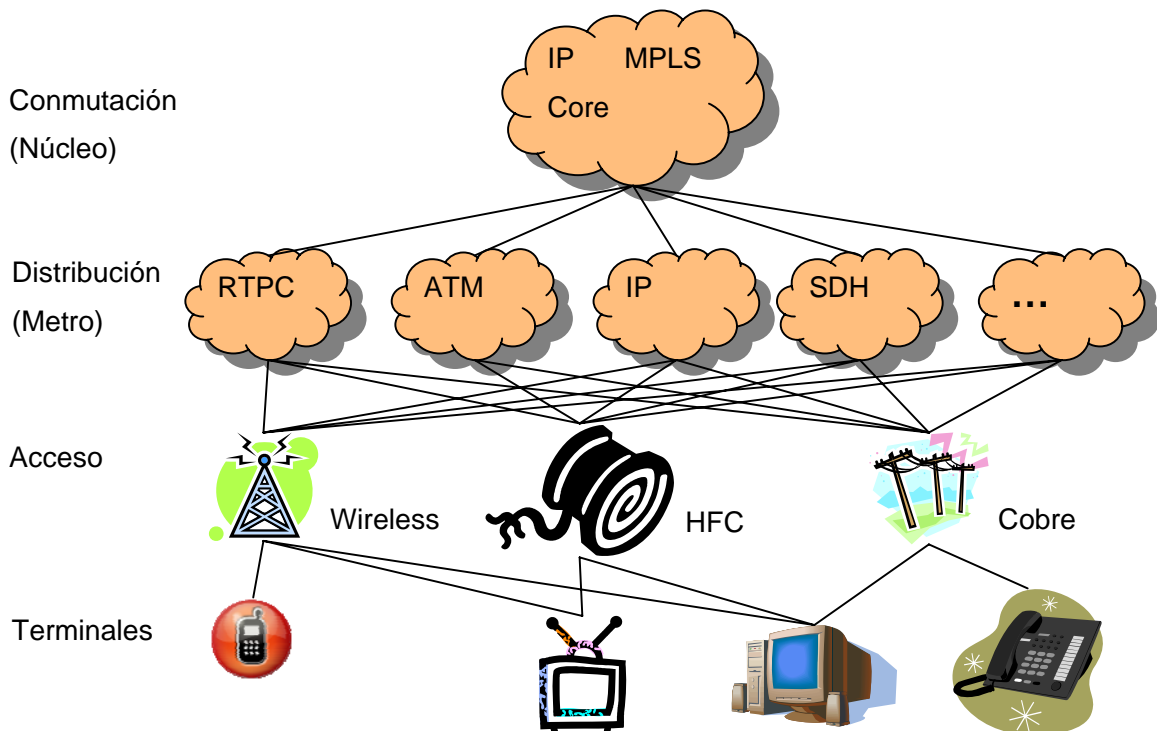 IP MPLS
Core
Conmutación
(Núcleo)
Distribución
(Metro)
RTPC
ATM
IP
SDH
...
Acceso
Wireless
HFC
Cobre
Terminales